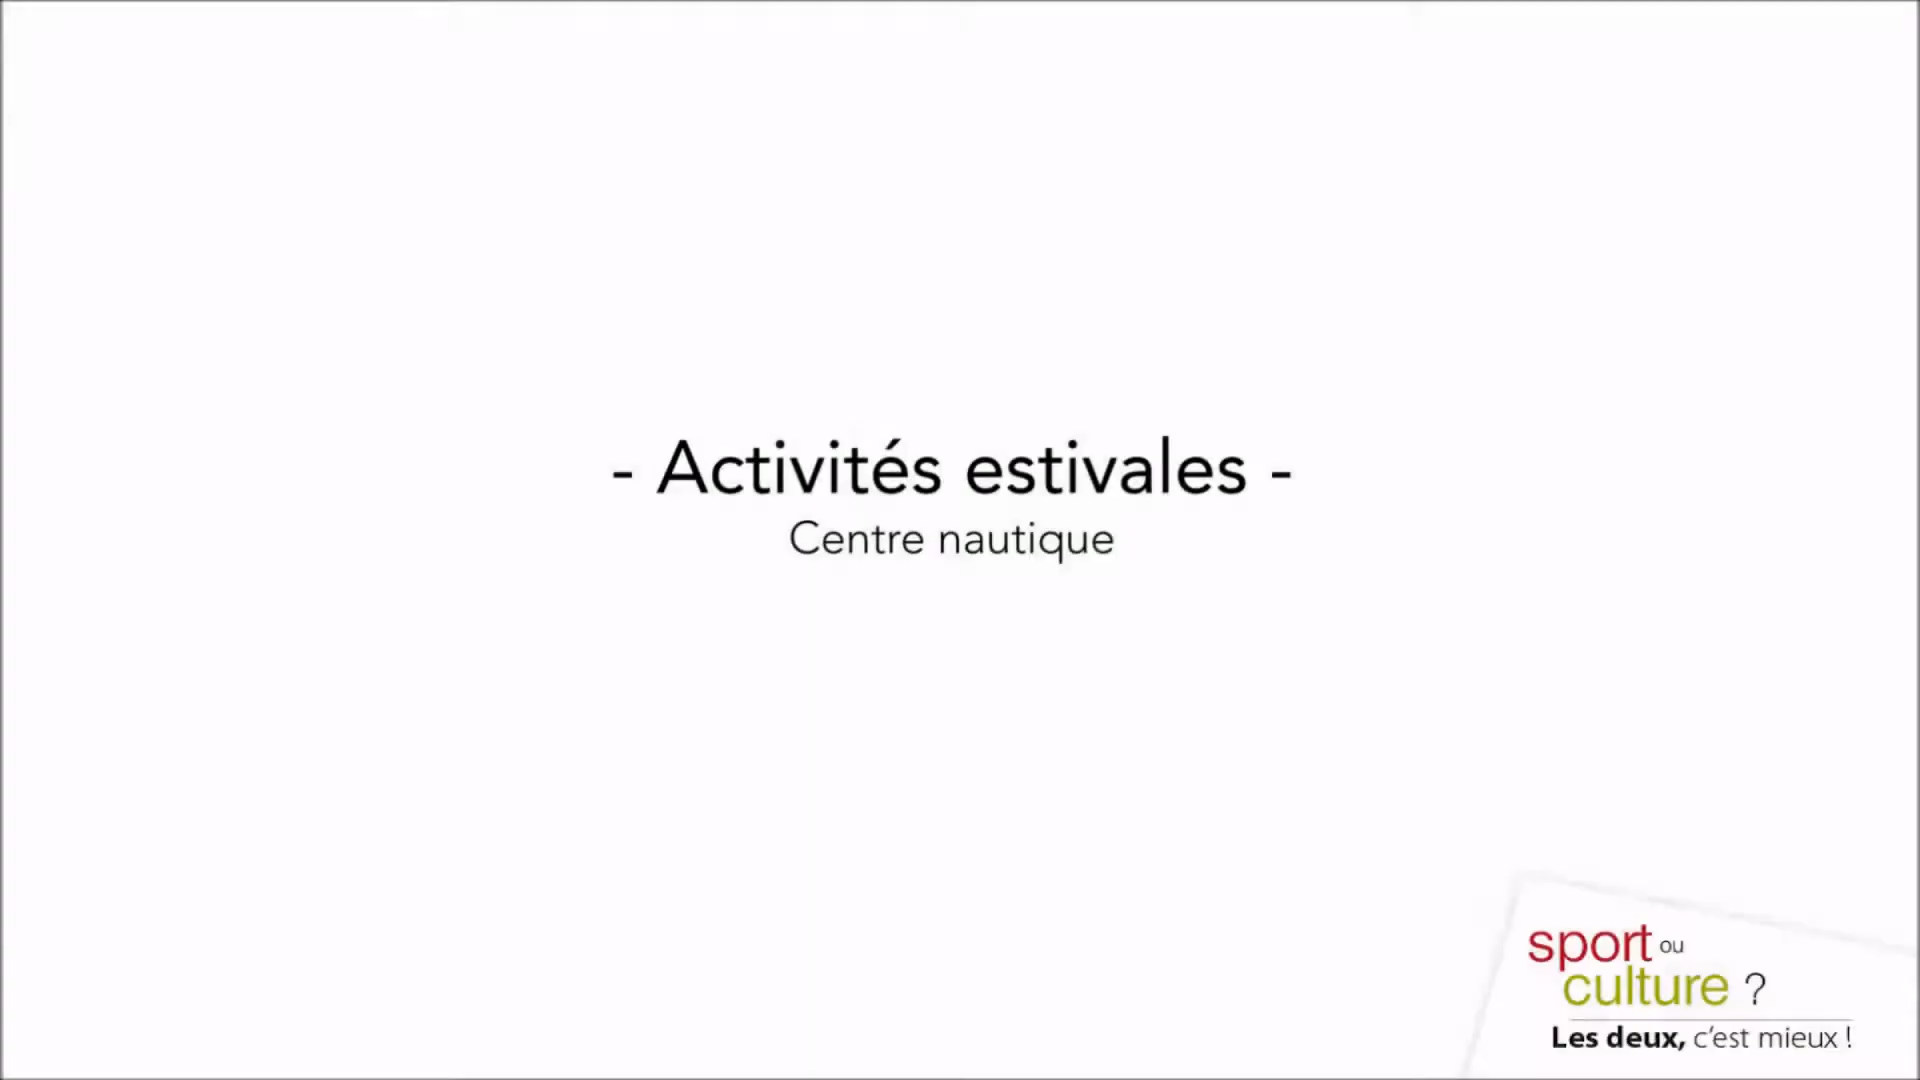 - Activités estivales -
Centre nautique
sport ou
culture ?
Les deux, c'est mieux !